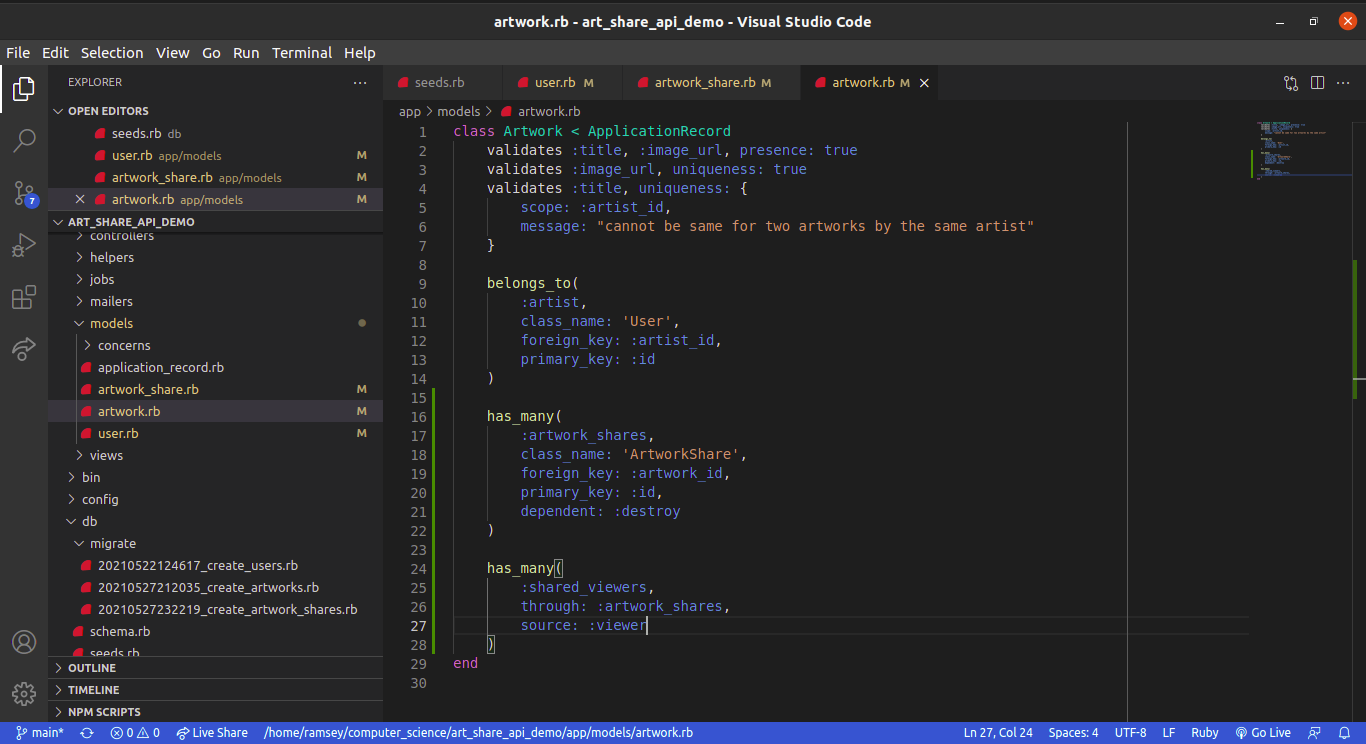 artwork.rb - art_share_api_demo - Visual Studio Code
File Edit Selection View Go Run Terminal Help
EXPLORER
OPEN EDITORS
seeds.rb db
user.rb app/models M
artwork_share.rb app/models M
artwork.rb app/models M
ART_SHARE_API_DEMO
controllers
helpers
jobs
mailers
models
concerns
application_record.rb
artwork_share.rb M
artwork.rb M
user.rb M
views
bin
config
db
migrate
20210522124617_create_users.rb
20210527212035_create_artworks.rb
20210527232219_create_artwork_shares.rb
schema.rb
seeds.rb
OUTLINE
TIMELINE
NPM SCRIPTS
7
seeds.rb user.rb M artwork_share.rb M artwork.rb M
app > models > artwork.rb
1 class Artwork < ApplicationRecord
2 validates :title, :image_url, presence: true
3 validates :image_url, uniqueness: true
4 validates :title, uniqueness: {
5 scope: :artist_id,
6 message: "cannot be same for two artworks by the same artist"
7 }
8
9 belongs_to(
10 :artist,
11 class_name: 'User',
12 foreign_key: :artist_id,
13 primary_key: :id
14 )
15
16 has_many(
17 :artwork_shares,
18 class_name: 'ArtworkShare',
19 foreign_key: :artwork_id,
20 primary_key: :id,
21 dependent: :destroy
22 )
23
24 has_many(
25 :shared_viewers,
26 through: :artwork_shares,
27 source: :viewer
28 )
29 end
30
main* 0 0 Live Share /home/ramsey/computer_science/art_share_api_demo/app/models/artwork.rb Ln 27, Col 24 Spaces: 4 UTF-8 LF Ruby Go Live